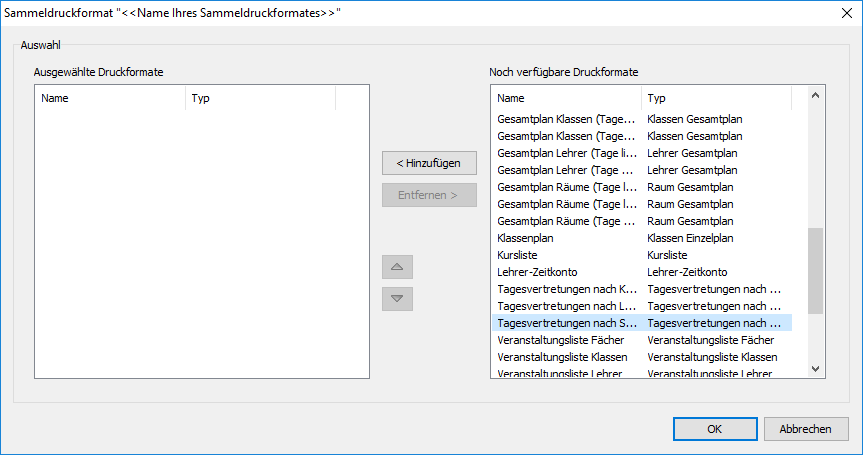 Sammeldruckformat "<<Name Ihres Sammeldruckformates>>"
Auswahl
Ausgewählte Druckformate
Name Typ
< Hinzufügen
Entfernen >
Noch verfügbare Druckformate
Name Typ
Gesamtplan Klassen (Tage... Klassen Gesamtplan
Gesamtplan Klassen (Tage... Klassen Gesamtplan
Gesamtplan Lehrer (Tage li... Lehrer Gesamtplan
Gesamtplan Lehrer (Tage ... Lehrer Gesamtplan
Gesamtplan Räume (Tage l... Raum Gesamtplan
Gesamtplan Räume (Tage ... Raum Gesamtplan
Gesamtplan Räume (Tage ... Raum Gesamtplan
Klassenplan Klassen Einzelplan
Kursliste Kursliste
Lehrer-Zeitkonto Lehrer-Zeitkonto
Tagesvertretungen nach K... Tagesvertretungen nach ...
Tagesvertretungen nach L... Tagesvertretungen nach ...
Tagesvertretungen nach S... Tagesvertretungen nach ...
Veranstaltungsliste Fächer Veranstaltungsliste Fächer
Veranstaltungsliste Klassen Veranstaltungsliste Klassen
Veranstaltungsliste Lehrer Veranstaltungsliste Lehrer
OK Abbrechen